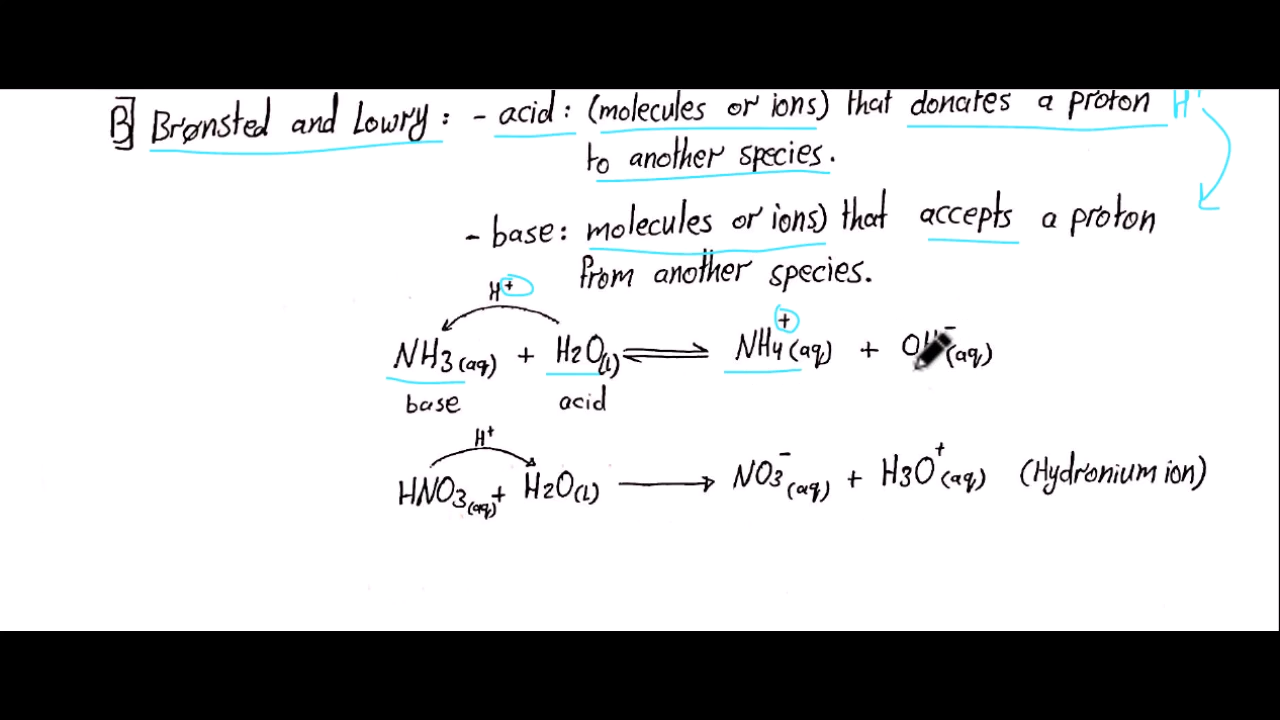 B] Brønsted and Lowry : - acid : (molecules or ions) that donates a proton H⁺
to another species.
- base : molecules or ions) that accepts a proton
from another species.
H⁺
NH3(aq) + H2O(l) ⇌ NH4⁺(aq) + OH⁻(aq)
base acid
H⁺
HNO3(aq) + H2O(l) ⟶ NO3⁻(aq) + H3O⁺(aq) (Hydronium ion)